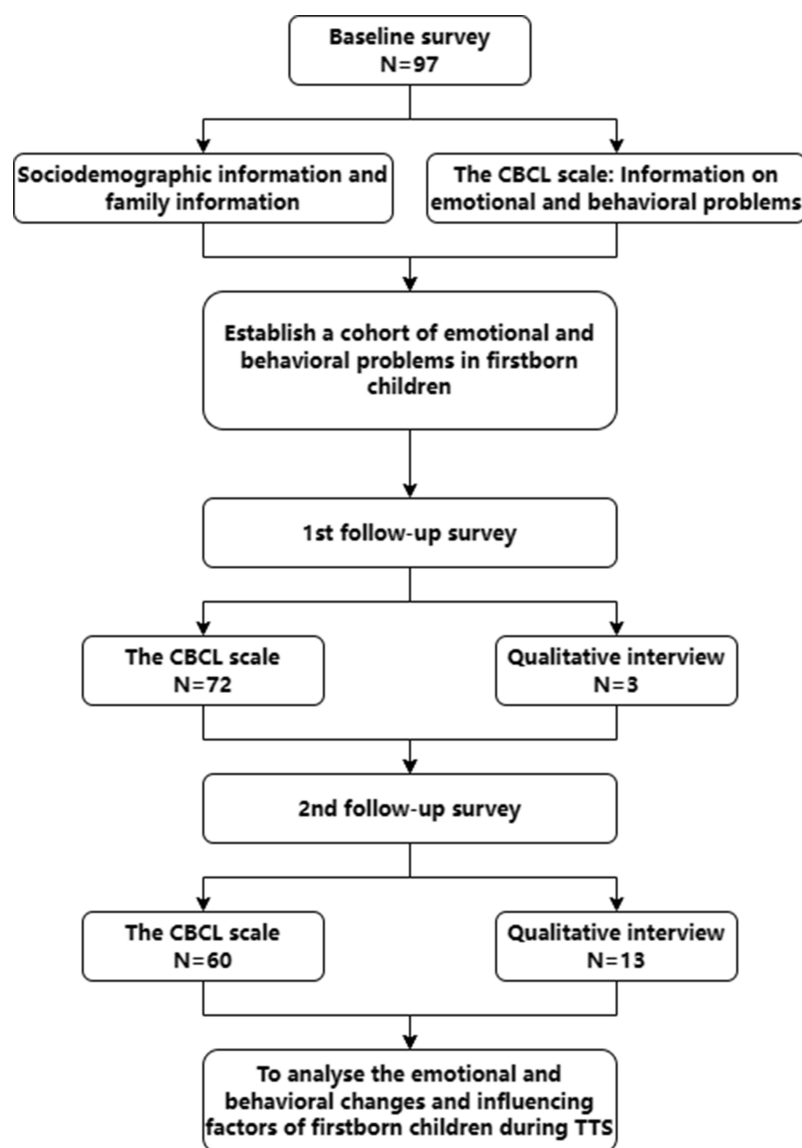 Baseline survey
N=97
Sociodemographic information and
family information
The CBCL scale: Information on
emotional and behavioral problems
Establish a cohort of emotional and
behavioral problems in firstborn
children
1st follow-up survey
The CBCL scale
N=72
Qualitative interview
N=3
2nd follow-up survey
The CBCL scale
N=60
Qualitative interview
N=13
To analyse the emotional and
behavioral changes and influencing
factors of firstborn children during TTS